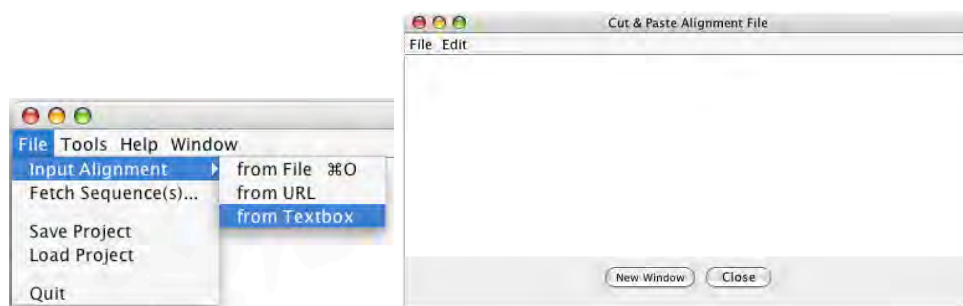 File Tools Help Window
Input Alignment
from File ⌘O
Fetch Sequence(s)...
from URL
from Textbox
Save Project
Load Project
Quit
Cut & Paste Alignment File
File Edit
New Window Close